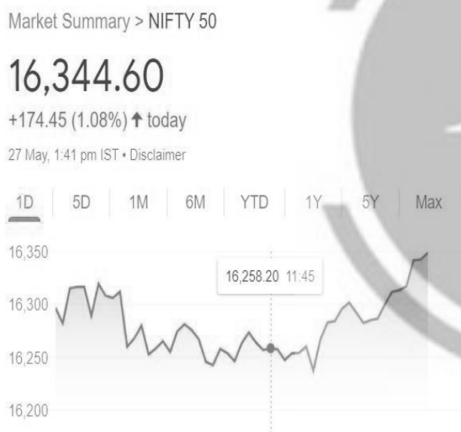 Market Summary > NIFTY 50
16,344.60
+174.45 (1.08%) ↑ today
27 May, 1:41 pm IST • Disclaimer
1D 5D 1M 6M YTD 1Y 5Y Max
16,350
16,258.20 11:45
16,300
16,250
16,200